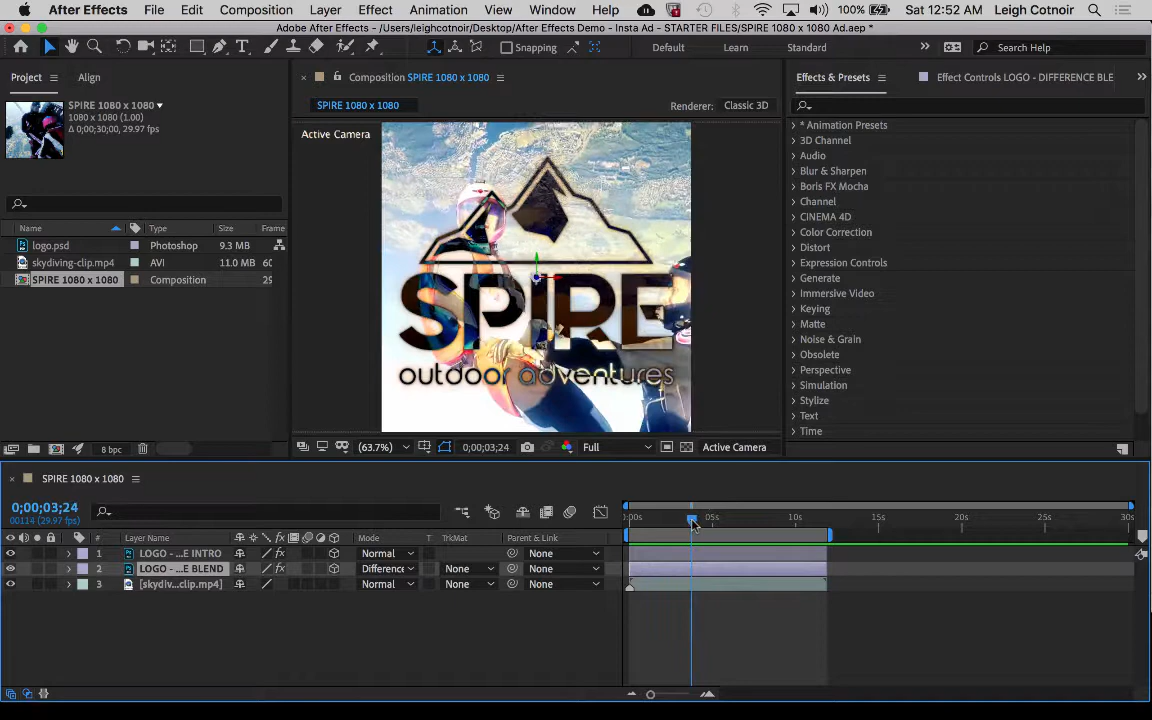 After Effects File Edit Composition Layer Effect Animation View Window Help 100% Sat 12:52 AM Leigh Cotnoir
Adobe After Effects - /Users/leighcotnoir/Desktop/After Effects Demo - Insta Ad - STARTER FILES/SPIRE 1080 x 1080 Ad.aep *
Snapping Default Learn Standard Search Help
Project Align
Composition SPIRE 1080 x 1080
Effects & Presets Effect Controls LOGO - DIFFERENCE BLE
SPIRE 1080 x 1080
1080 x 1080 (1.00)
Δ 0;00;30;00, 29.97 fps
SPIRE 1080 x 1080 Renderer: Classic 3D
Active Camera
SPIRE
outdoor adventures
Name Type Size Frame
logo.psd Photoshop 9.3 MB
skydiving-clip.mp4 AVI 11.0 MB 60
SPIRE 1080 x 1080 Composition 29
* Animation Presets
3D Channel
Audio
Blur & Sharpen
Boris FX Mocha
Channel
CINEMA 4D
Color Correction
Distort
Expression Controls
Generate
Immersive Video
Keying
Matte
Noise & Grain
Obsolete
Perspective
Simulation
Stylize
Text
Time
8 bpc
(63.7%) 0;00;03;24 Full Active Camera
SPIRE 1080 x 1080
0;00;03;24
00114 (29.97 fps)
:00s 05s 10s 15s 20s 25s 30s
# Layer Name Mode T TrkMat Parent & Link
1 LOGO - ...E INTRO Normal None
2 LOGO - ...E BLEND Difference None None
3 [skydiv...clip.mp4] Normal None None